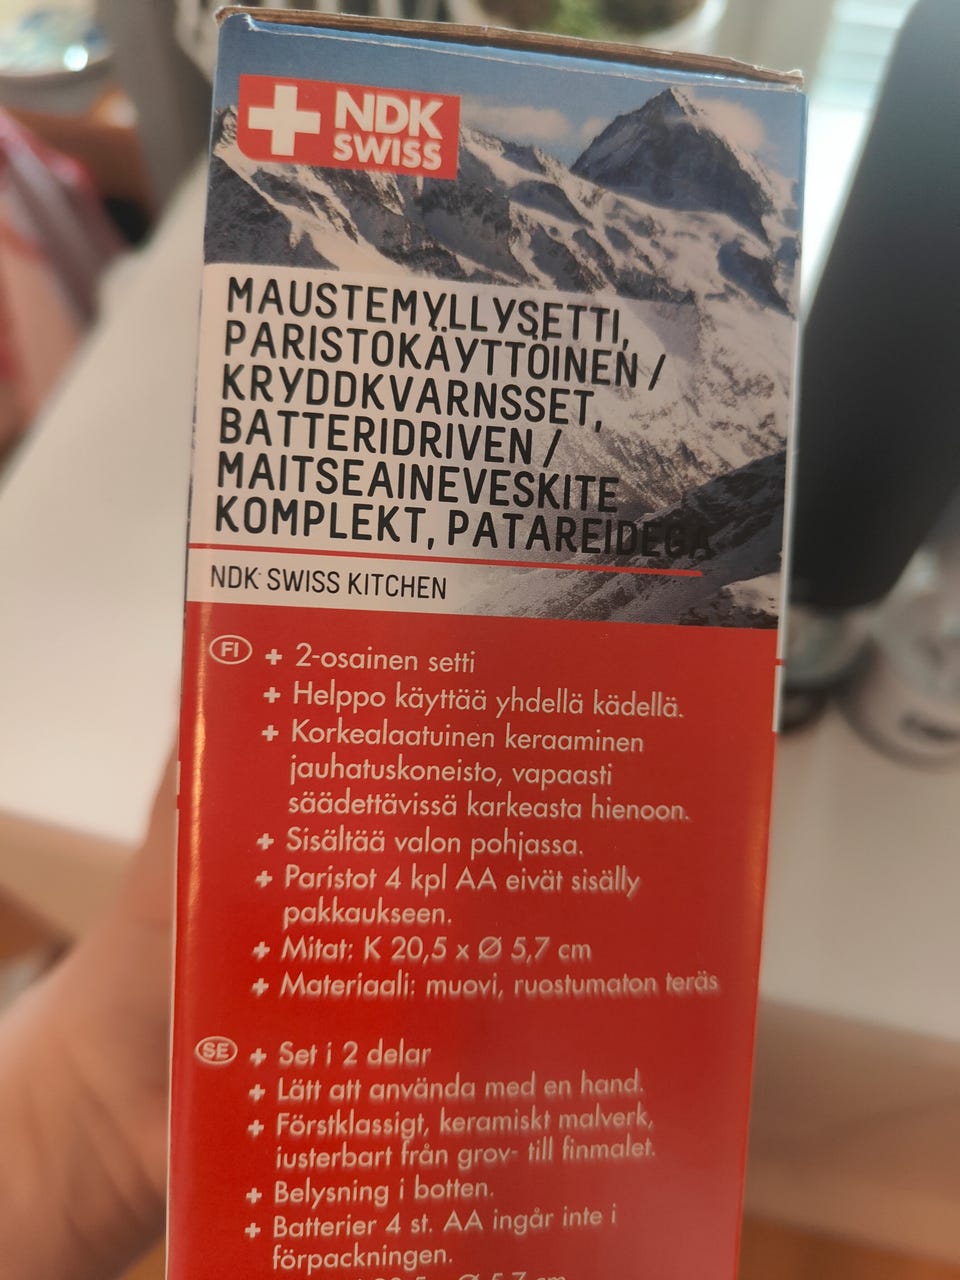 NDK
SWISS
MAUSTEMYLLYSETTI,
PARISTOKÄYTTÖINEN /
KRYDDKVARNSSET,
BATTERIDRIVEN /
MAITSEAINEVESKITE
KOMPLEKT, PATAREIDEGA
NDK SWISS KITCHEN
FI + 2-osainen setti
+ Helppo käyttää yhdellä kädellä.
+ Korkealaatuinen keraaminen
jauhatuskoneisto, vapaasti
säädettävissä karkeasta hienoon.
+ Sisältää valon pohjassa.
+ Paristot 4 kpl AA eivät sisälly
pakkaukseen.
+ Mitat: K 20,5 x Ø 5,7 cm
+ Materiaali: muovi, ruostumaton teräs
SE + Set i 2 delar
+ Lätt att använda med en hand.
+ Förstklassigt, keramiskt malverk,
iusterbart från grov- till finmalet.
+ Belysning i botten.
+ Batterier 4 st. AA ingår inte i
förpackningen.